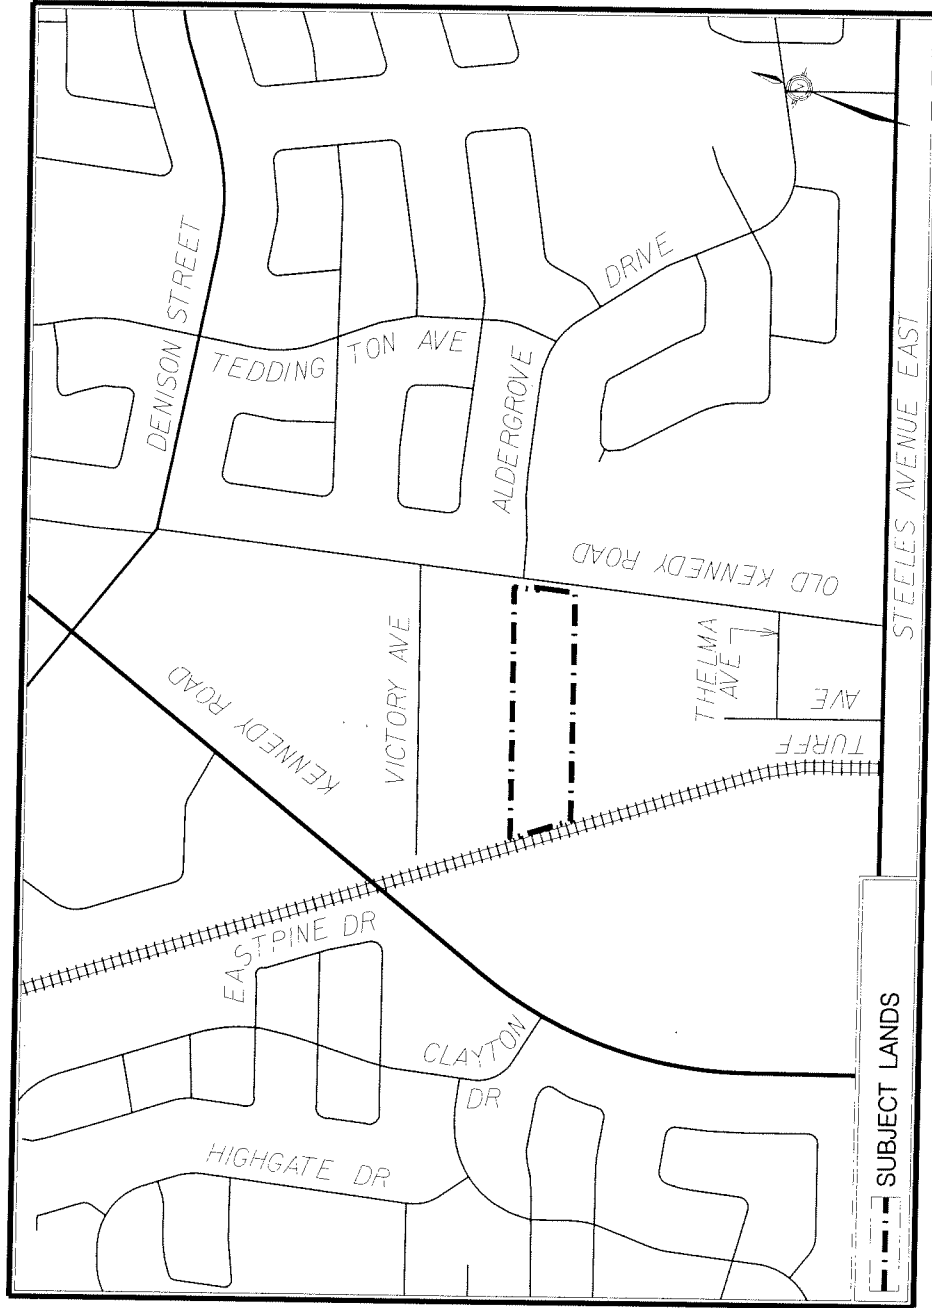 DENISON STREET
TEDDING TON AVE
ALDERGROVE
DRIVE
STEELES AVENUE EAST
OLD KENNEDY ROAD
KENNEDY ROAD
VICTORY AVE
THELMA
AVE
TURFF
AVE
EASTPINE DR
CLAYTON
DR
HIGHGATE DR
SUBJECT LANDS
N